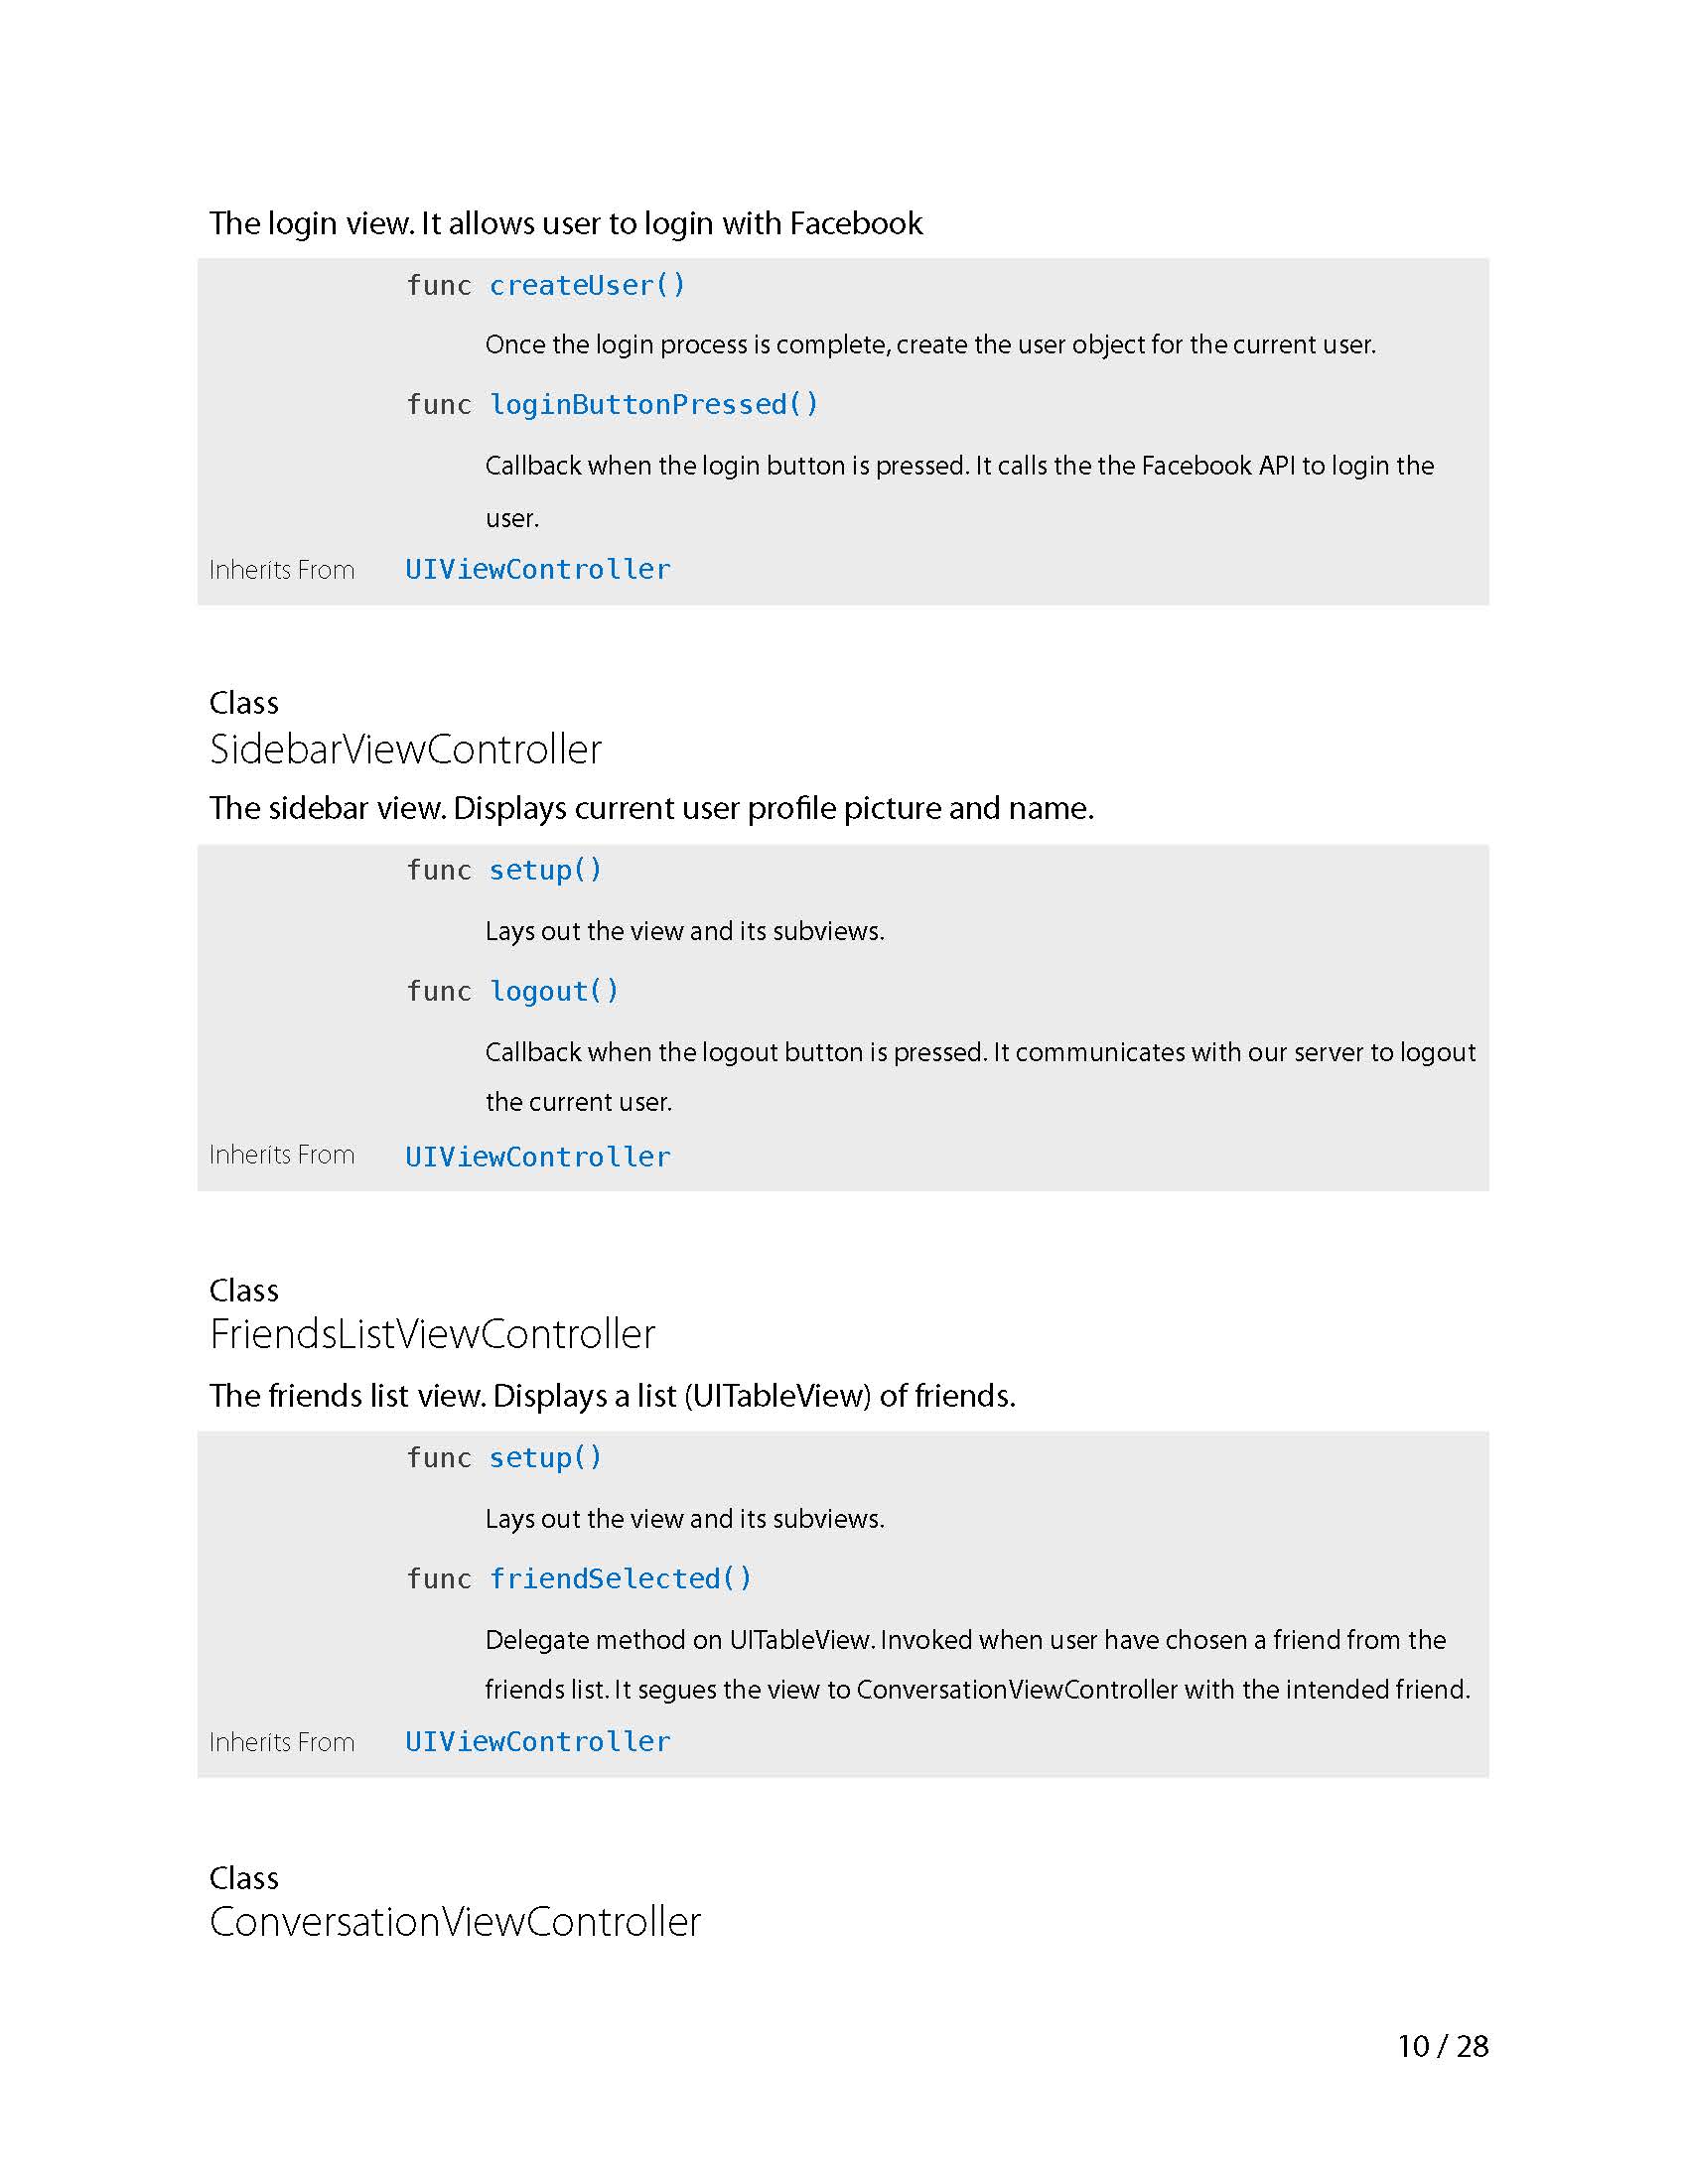 The login view. It allows user to login with Facebook
func createUser()
Once the login process is complete, create the user object for the current user.
func loginButtonPressed()
Callback when the login button is pressed. It calls the the Facebook API to login the
user.
Inherits From UIViewController
Class
SidebarViewController
The sidebar view. Displays current user profile picture and name.
func setup()
Lays out the view and its subviews.
func logout()
Callback when the logout button is pressed. It communicates with our server to logout
the current user.
Inherits From UIViewController
Class
FriendsListViewController
The friends list view. Displays a list (UITableView) of friends.
func setup()
Lays out the view and its subviews.
func friendSelected()
Delegate method on UITableView. Invoked when user have chosen a friend from the
friends list. It segues the view to ConversationViewController with the intended friend.
Inherits From UIViewController
Class
ConversationViewController
10 / 28